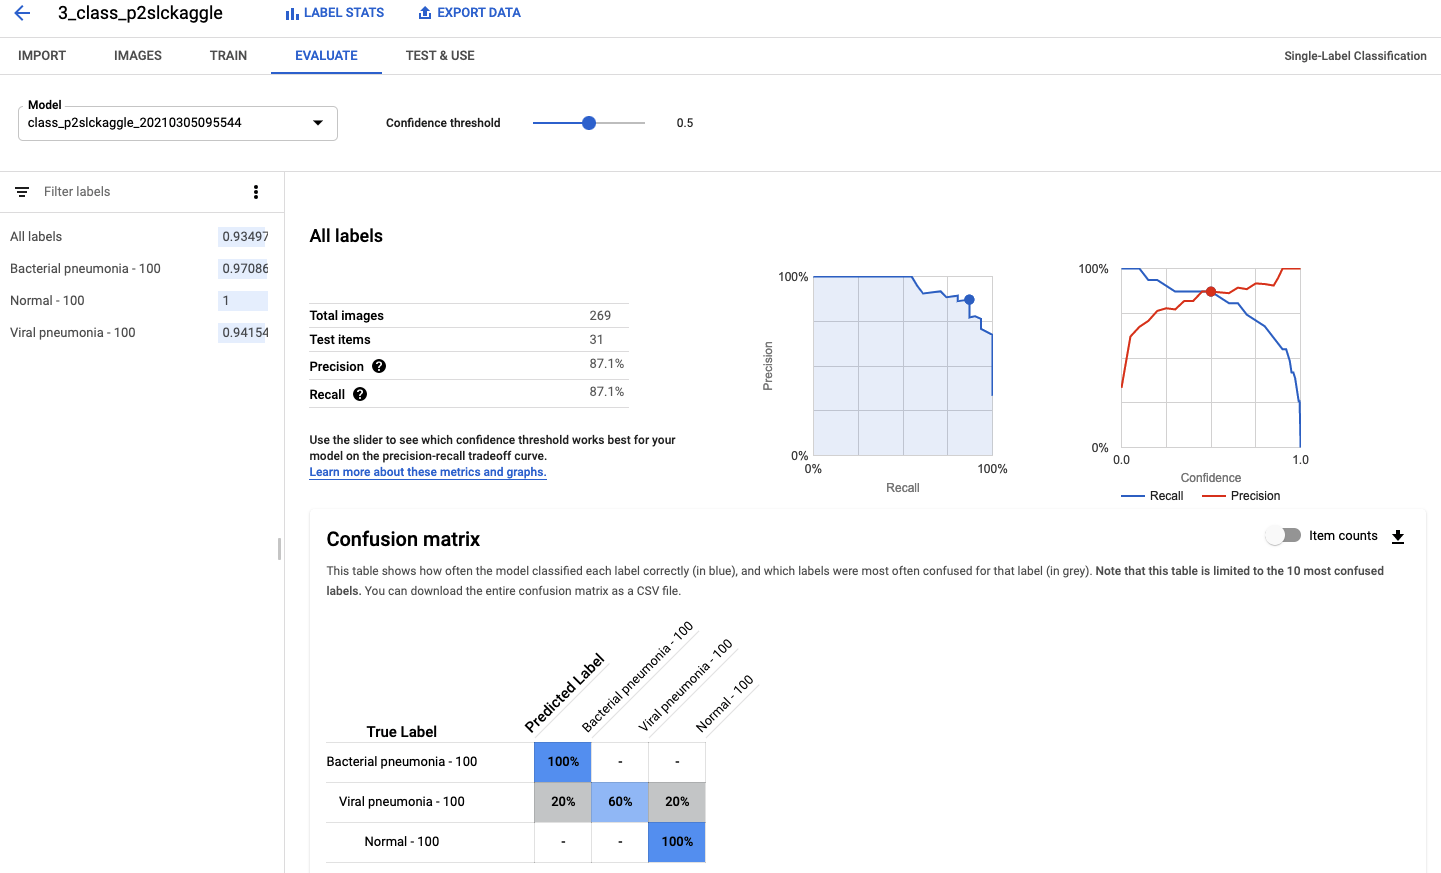 3_class_p2slckaggle
LABEL STATS
EXPORT DATA
IMPORT
IMAGES
TRAIN
EVALUATE
TEST & USE
Single-Label Classification
Model
class_p2slckaggle_20210305095544
Confidence threshold
0.5
Filter labels
All labels 0.93497
Bacterial pneumonia - 100 0.97086
Normal - 100 1
Viral pneumonia - 100 0.94154
All labels
Total images 269
Test items 31
Precision ? 87.1%
Recall ? 87.1%
Use the slider to see which confidence threshold works best for your
model on the precision-recall tradeoff curve.
Learn more about these metrics and graphs.
100%
Precision
0%
0%
100%
Recall
100%
0%
0.0
1.0
Confidence
Recall
Precision
Confusion matrix
Item counts
This table shows how often the model classified each label correctly (in blue), and which labels were most often confused for that label (in grey). Note that this table is limited to the 10 most confused
labels. You can download the entire confusion matrix as a CSV file.
Predicted Label
Bacterial pneumonia - 100
Viral pneumonia - 100
Normal - 100
True Label
Bacterial pneumonia - 100 100% - -
Viral pneumonia - 100 20% 60% 20%
Normal - 100 - - 100%